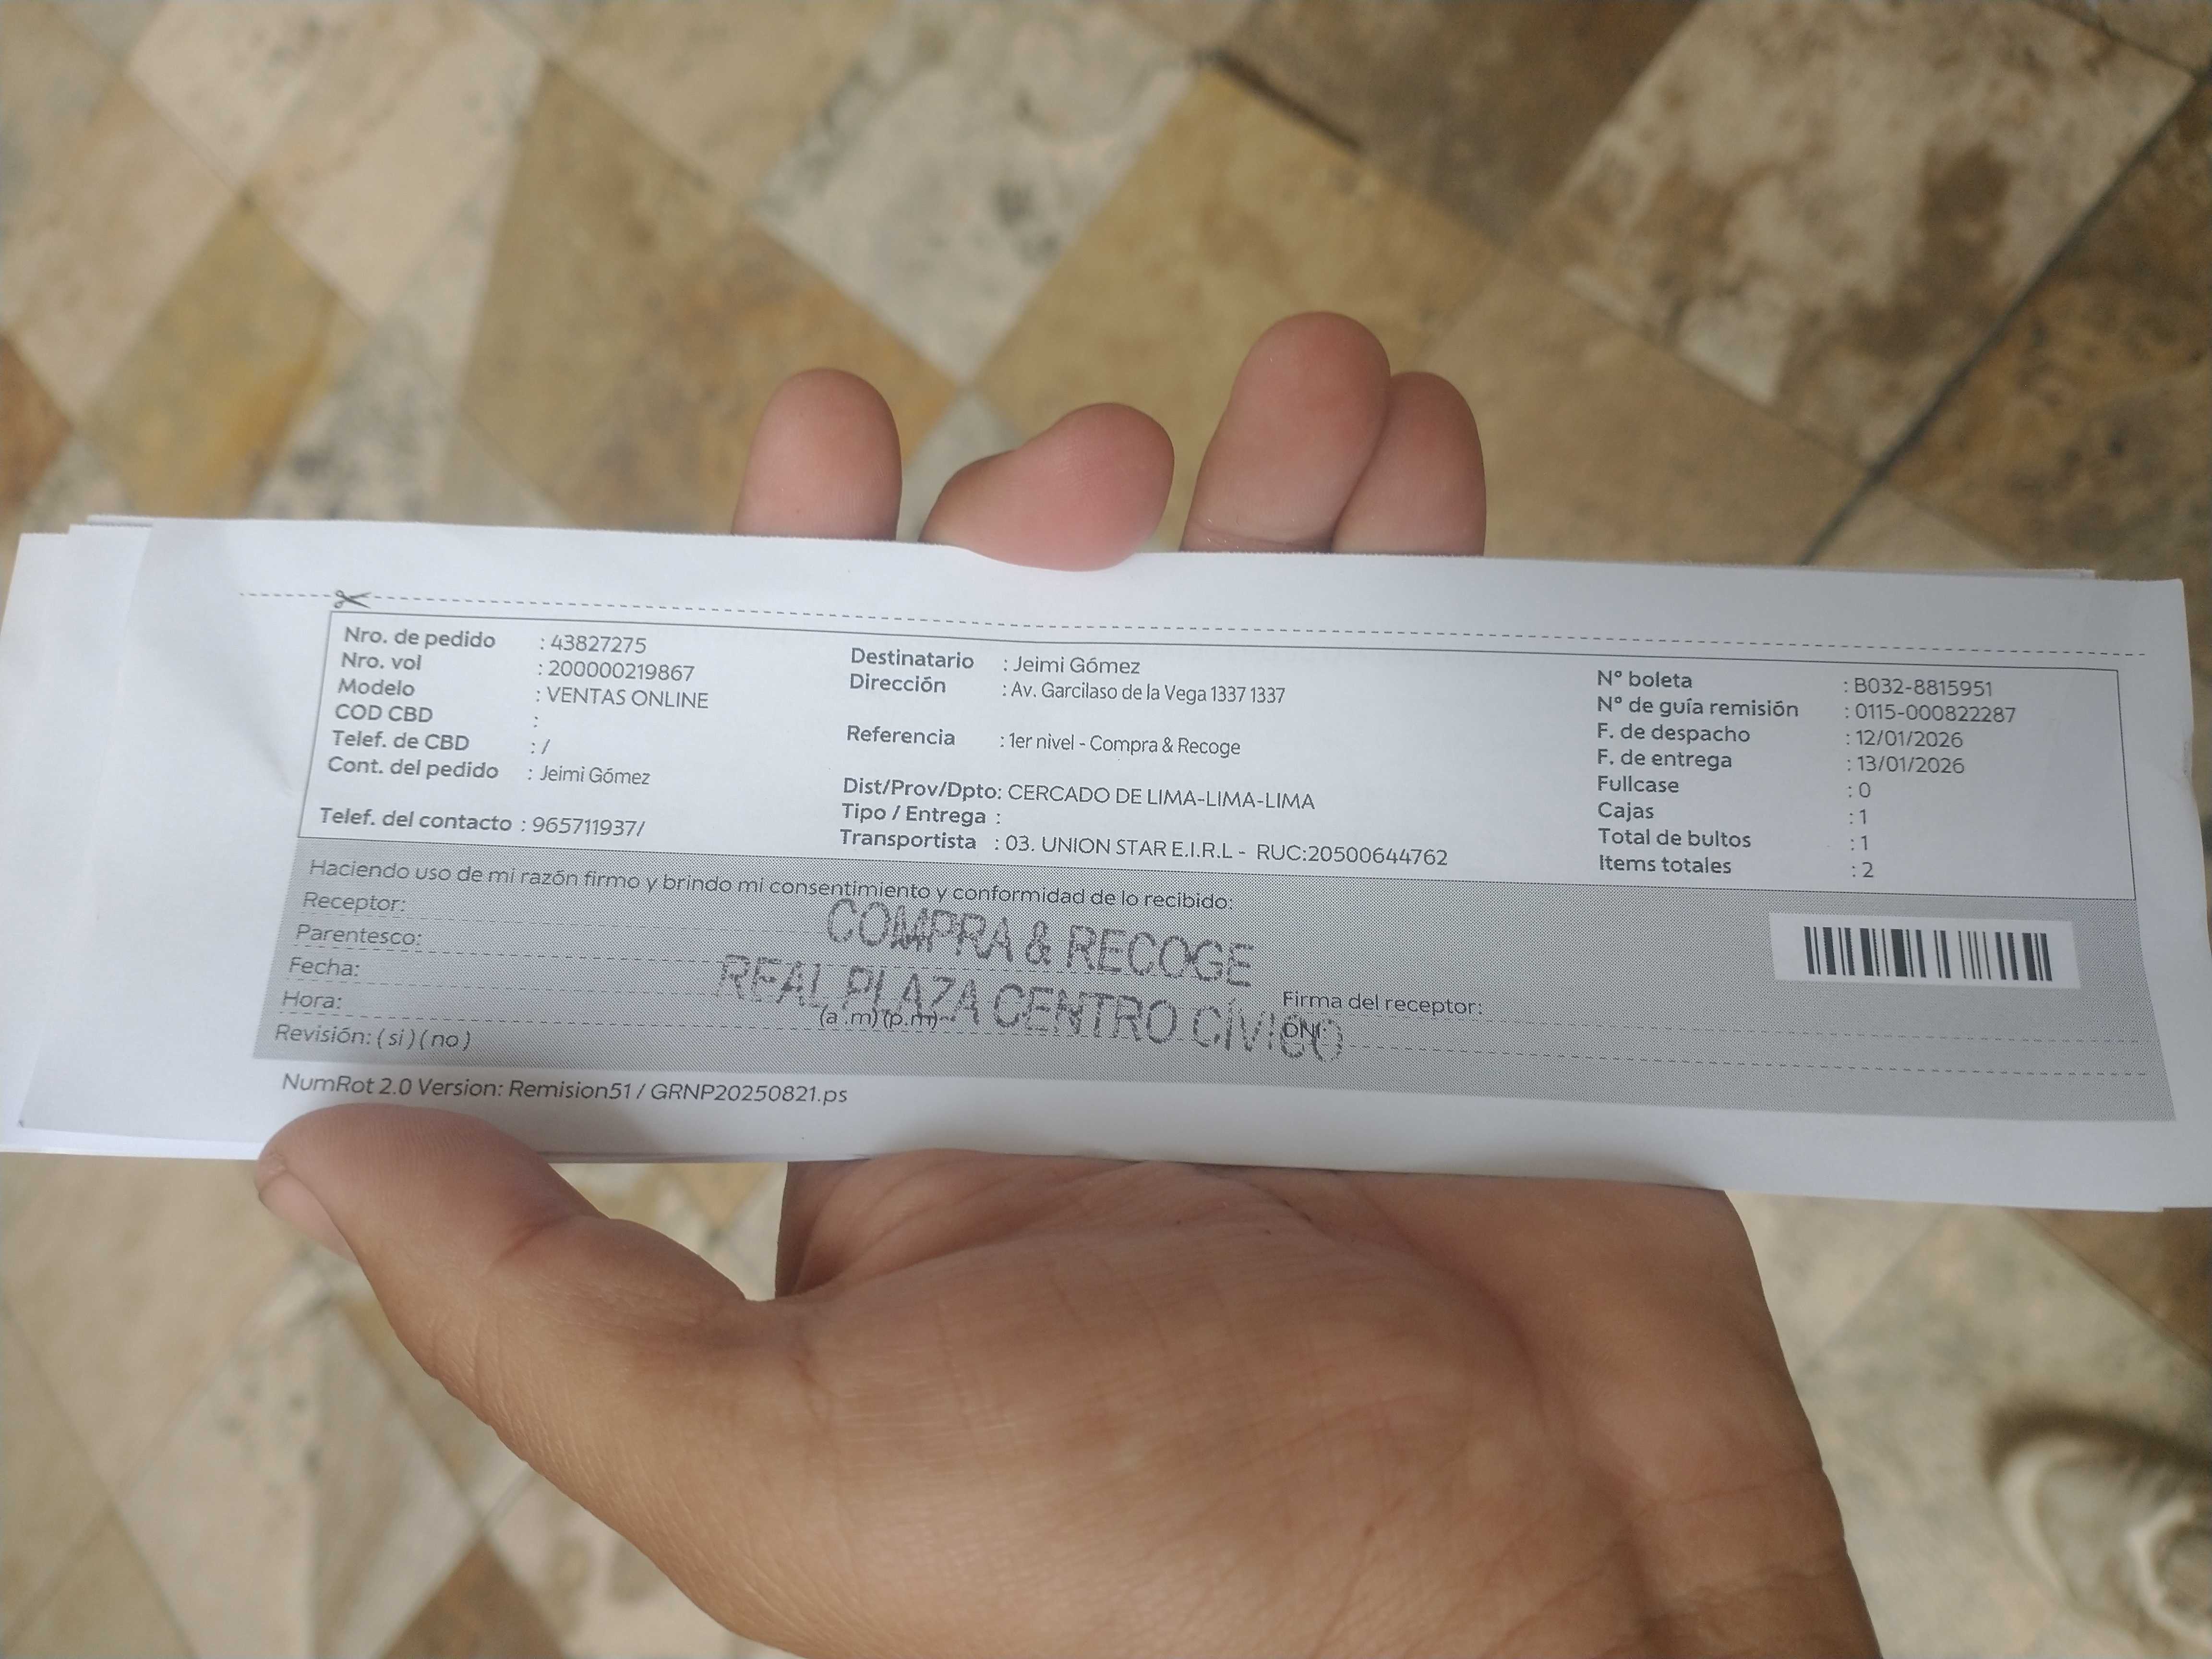 Nro. de pedido : 43827275
Nro. vol : 200000219867
Modelo : VENTAS ONLINE
COD CBD :
Telef. de CBD : /
Cont. del pedido : Jeimi Gómez
Telef. del contacto : 965711937/
Destinatario : Jeimi Gómez
Dirección : Av. Garcilaso de la Vega 1337 1337
Referencia : 1er nivel - Compra & Recoge
Dist/Prov/Dpto: CERCADO DE LIMA-LIMA-LIMA
Tipo / Entrega :
Transportista : 03. UNION STAR E.I.R.L - RUC:20500644762
N° boleta : B032-8815951
N° de guía remisión : 0115-000822287
F. de despacho : 12/01/2026
F. de entrega : 13/01/2026
Fullcase : 0
Cajas : 1
Total de bultos : 1
Items totales : 2
Haciendo uso de mi razón firmo y brindo mi consentimiento y conformidad de lo recibido:
Receptor:
Parentesco:
Fecha:
Hora: (a .m) (p.m)
Revisión: ( si ) ( no )
COMPRA & RECOGE
REAL PLAZA CENTRO CÍVICO
Firma del receptor:
DNI:
NumRot 2.0 Version: Remision51 / GRNP20250821.ps